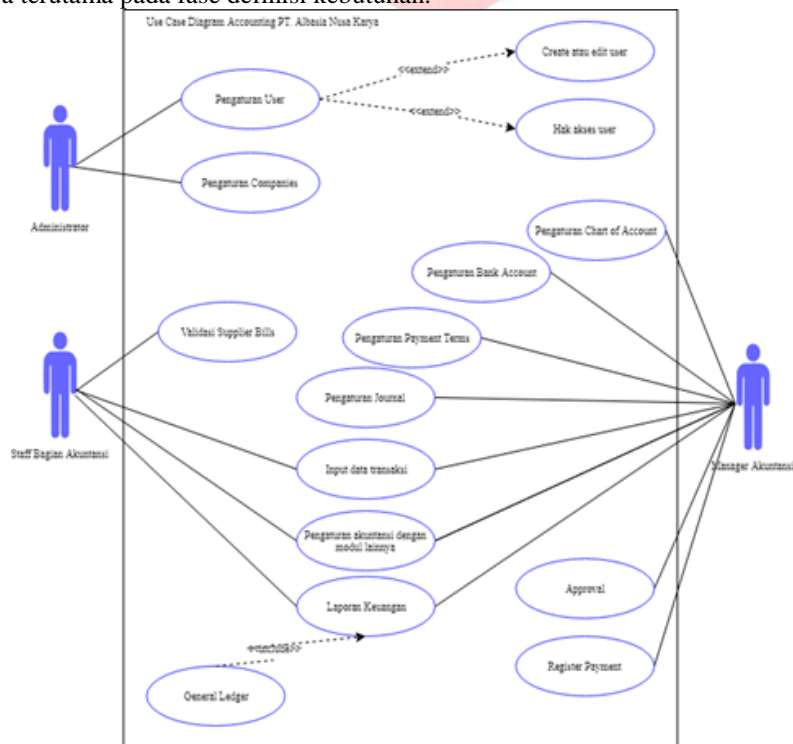 a terutama pada fase definisi kebutuhan.
Use Case Diagram Accounting PT. Albasia Nusa Karya
Create atau edit user
<<extend>>
Pengaturan User
<<extend>>
Hak akses user
Pengaturan Companies
Administrator
Pengaturan Chart of Account
Pengaturan Bank Account
Validasi Supplier Bills
Pengaturan Payment Terms
Pengaturan Journal
Staff Bagian Akuntansi
Input data transaksi
Manager Akuntansi
Pengaturan akuntansi dengan
modul lainnya
Approval
Laporan Keuangan
<<include>>
Register Payment
General Ledger